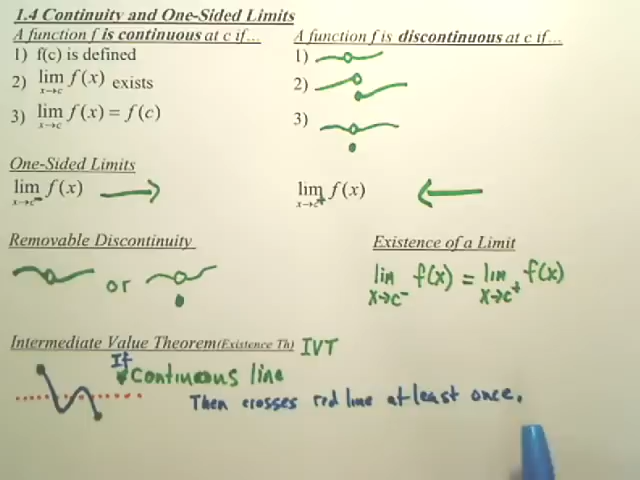 1.4 Continuity and One-Sided Limits
A function f is continuous at c if…
1) f(c) is defined
2) lim x→c f(x) exists
3) lim x→c f(x) = f(c)
A function f is discontinuous at c if…
1)
2)
3)
One-Sided Limits
lim x→c⁻ f(x)
lim x→c⁺ f(x)
Removable Discontinuity
or
Existence of a Limit
lim x→c⁻ f(x) = lim x→c⁺ f(x)
Intermediate Value Theorem(Existence Th) IVT
If
Continuous line
Then crosses red line at least once.